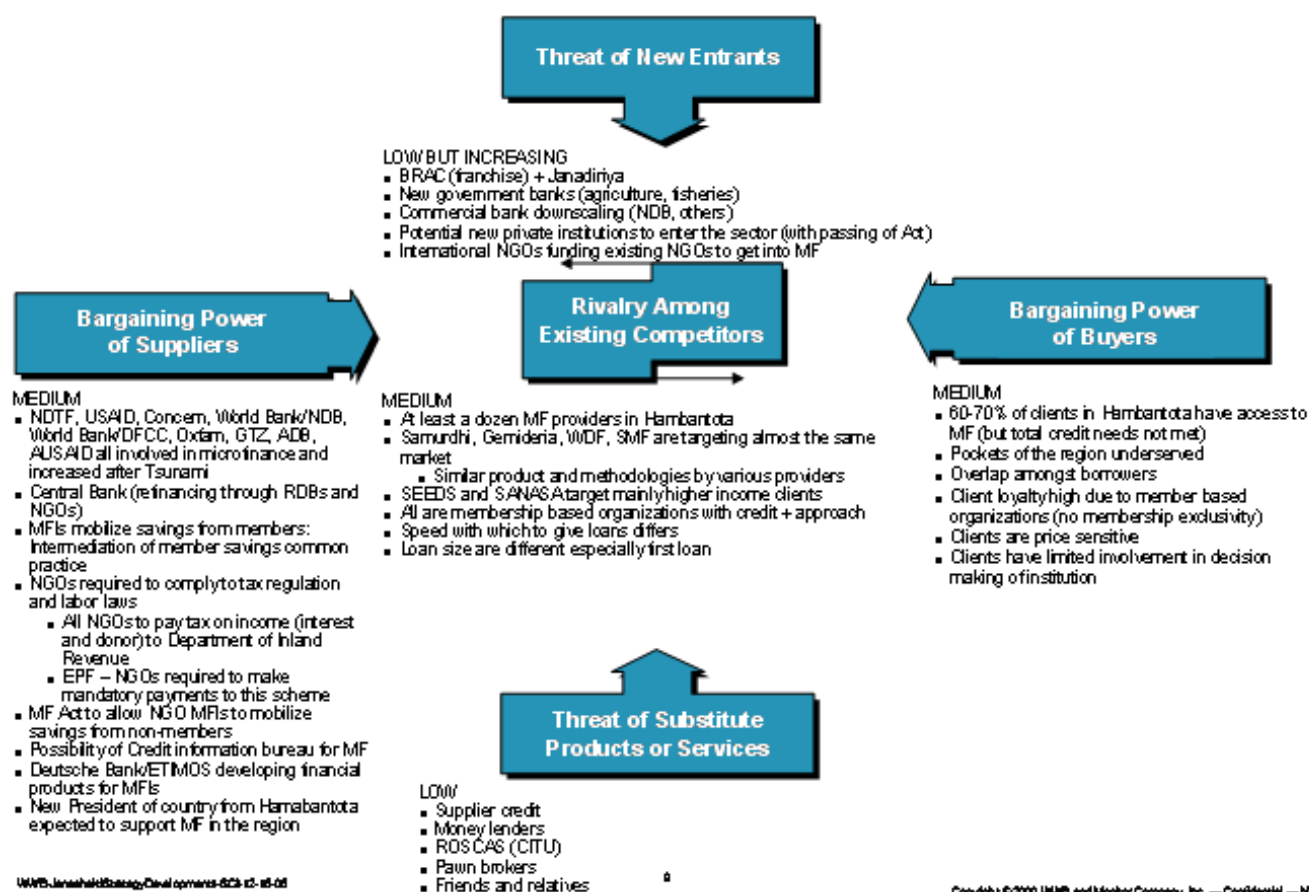 Threat of New Entrants
LOW BUT INCREASING
▪ BRAC (franchise) + Janadiriya
▪ New government banks (agriculture, fisheries)
▪ Commercial bank downscaling (NDB, others)
▪ Potential new private institutions to enter the sector (with passing of Act)
▪ International NGOs funding existing NGOs to get into MF
Bargaining Power
of Suppliers
MEDIUM
▪ NDTF, USAID, Concern, World Bank/NDB,
World Bank/DFCC, Oxfam, GTZ, ADB,
AUSAID all involved in microfinance and
increased after Tsunami
▪ Central Bank (refinancing through RDBs and
NGOs)
▪ MFIs mobilize savings from members:
Intermediation of member savings common
practice
▪ NGOs required to comply to tax regulation
and labor laws
▪ All NGOs to pay tax on income (interest
and donor) to Department of Inland
Revenue
▪ EPF – NGOs required to make
mandatory payments to this scheme
▪ MF Act to allow NGO MFIs to mobilize
savings from non-members
▪ Possibility of Credit information bureau for MF
▪ Deutsche Bank/ETIMOS developing financial
products for MFIs
▪ New President of country from Hamabantota
expected to support MF in the region
Rivalry Among
Existing Competitors
MEDIUM
▪ At least a dozen MF providers in Hambantota
▪ Samurdhi, Gemideria, WDF, SMF are targeting almost the same
market
▪ Similar product and methodologies by various providers
▪ SEEDS and SANASA target mainly higher income clients
▪ All are membership based organizations with credit + approach
▪ Speed with which to give loans differs
▪ Loan size are different especially first loan
Bargaining Power
of Buyers
MEDIUM
▪ 60-70% of clients in Hambantota have access to
MF (but total credit needs not met)
▪ Pockets of the region underserved
▪ Overlap amongst borrowers
▪ Client loyalty high due to member based
organizations (no membership exclusivity)
▪ Clients are price sensitive
▪ Clients have limited involvement in decision
making of institution
Threat of Substitute
Products or Services
LOW
▪ Supplier credit
▪ Money lenders
▪ ROSCAS (CITU)
▪ Pawn brokers
▪ Friends and relatives